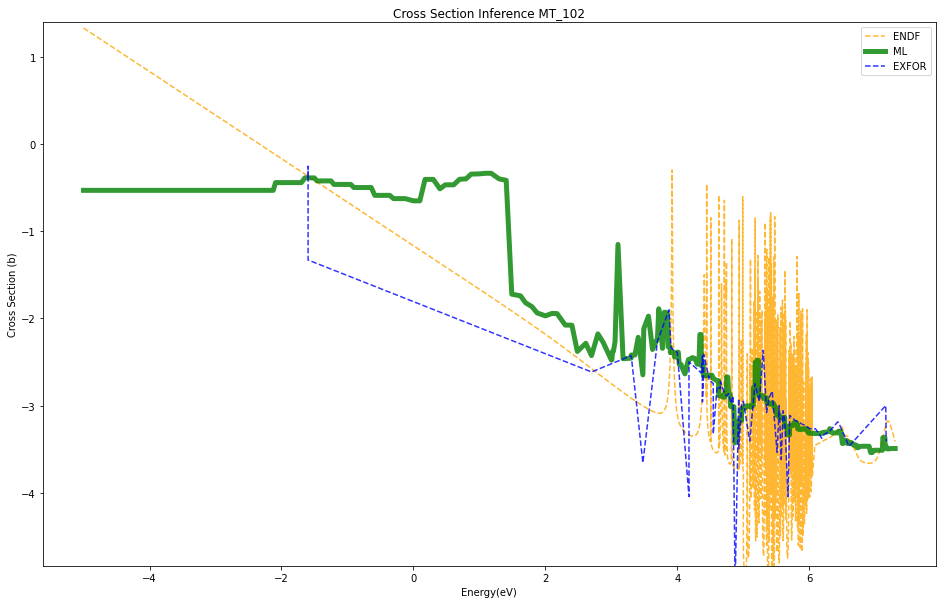 Cross Section Inference MT_102
ENDF
ML
EXFOR
Cross Section (b)
1
0
−1
−2
−3
−4
−4
−2
0
2
4
6
Energy(eV)